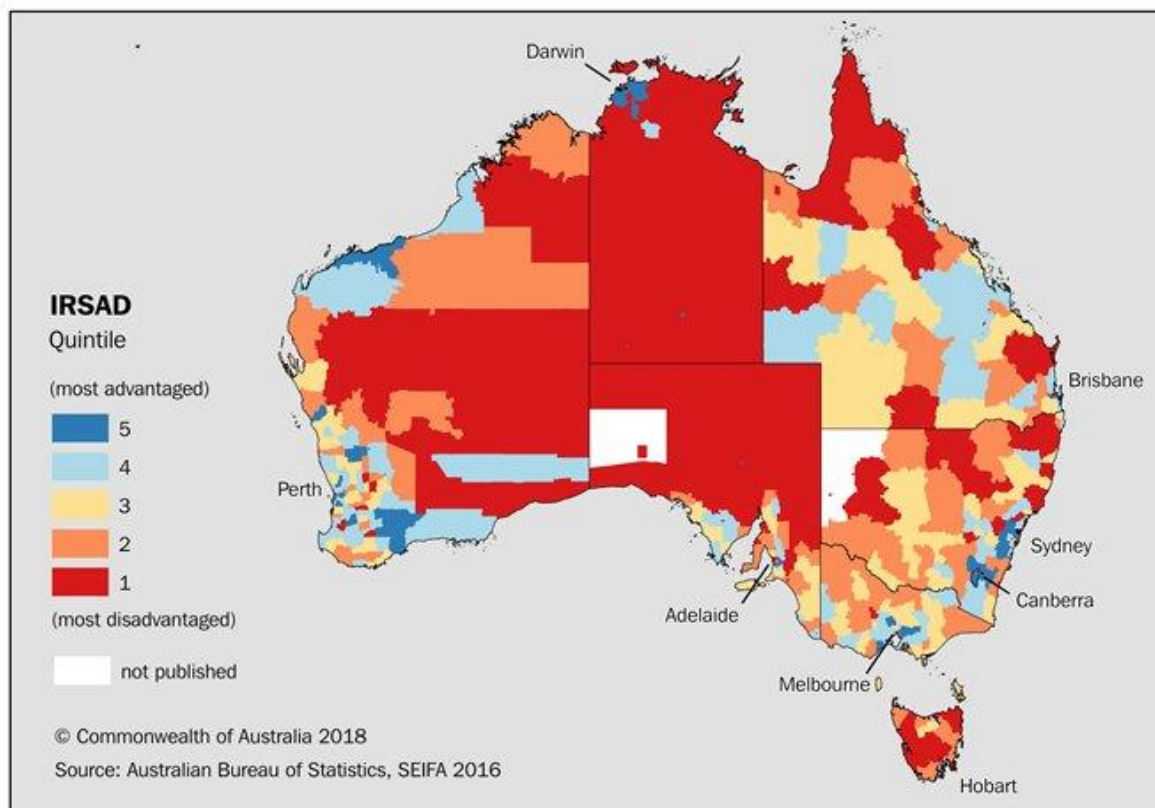 Darwin
IRSAD
Quintile
(most advantaged)
5
4
3
2
1
(most disadvantaged)
not published
Brisbane
Perth
Sydney
Canberra
Adelaide
Melbourne
Hobart
© Commonwealth of Australia 2018
Source: Australian Bureau of Statistics, SEIFA 2016